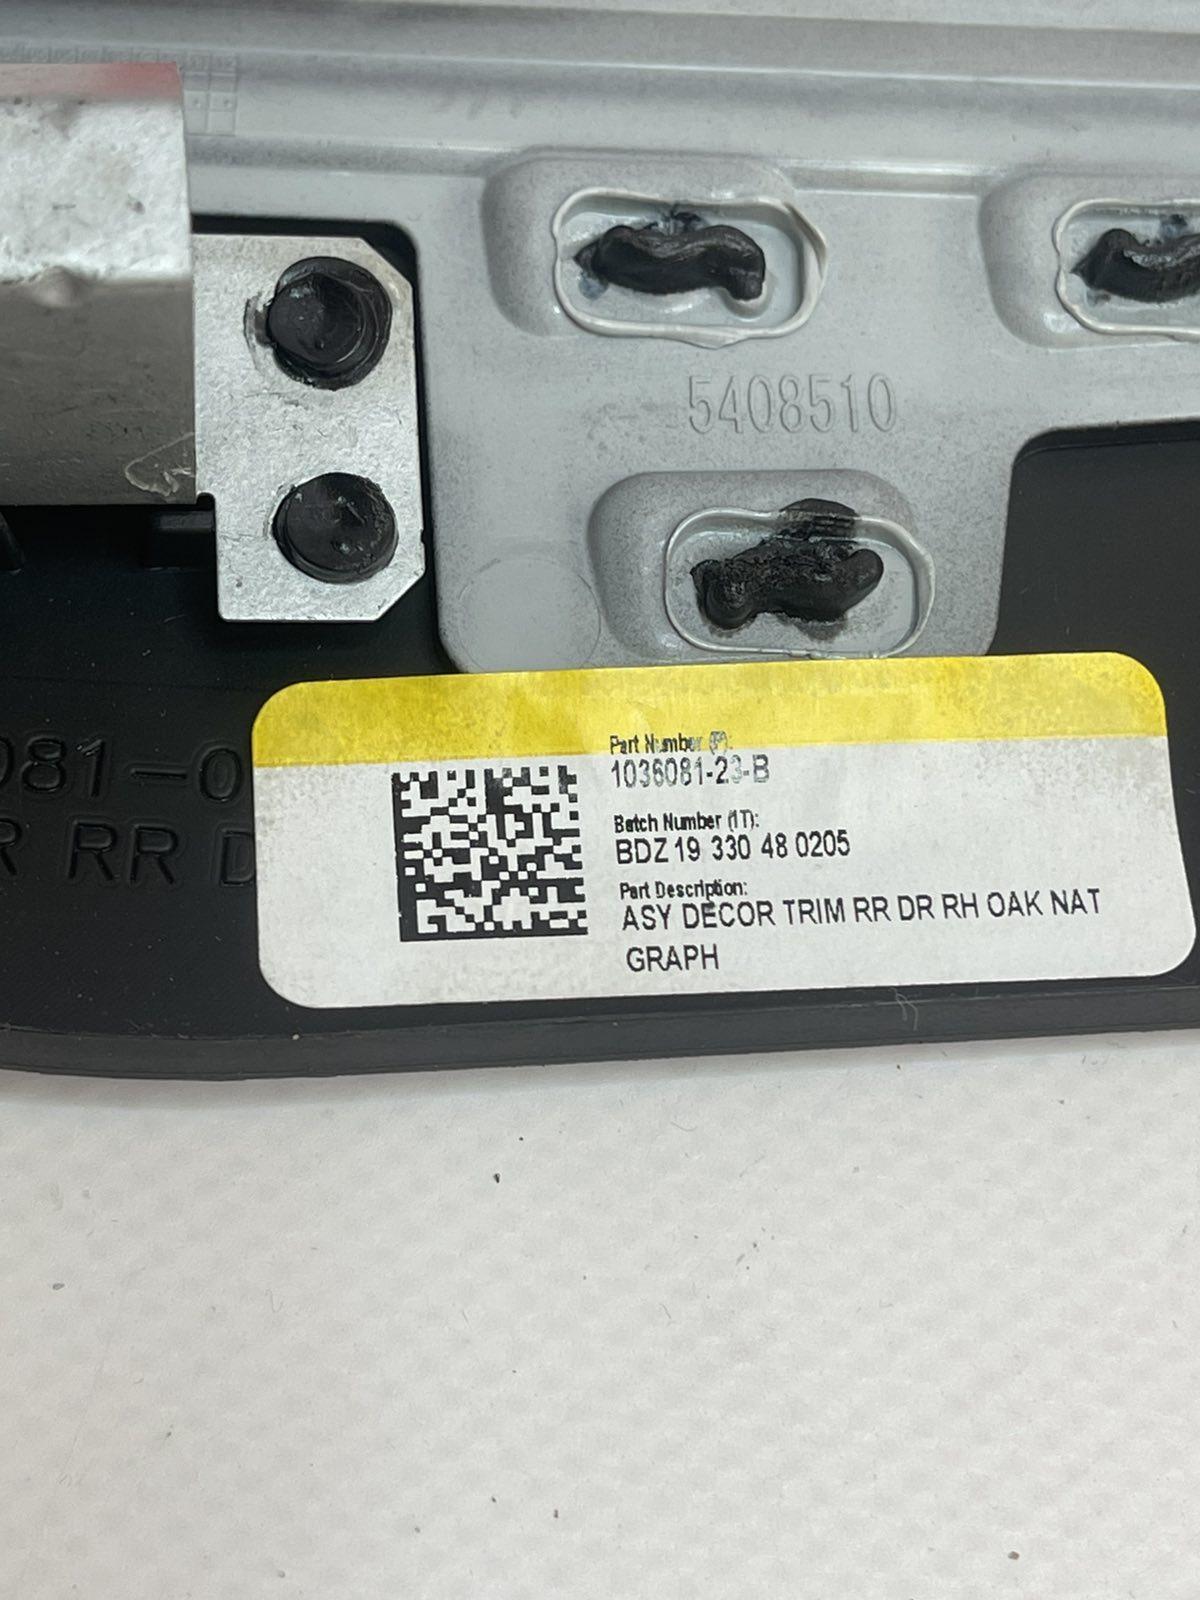 5408510
081-0
R RR D
Part Number (P):
1036081-23-B
Batch Number (1T):
BDZ 19 330 48 0205
Part Description:
ASY DECOR TRIM RR DR RH OAK NAT
GRAPH